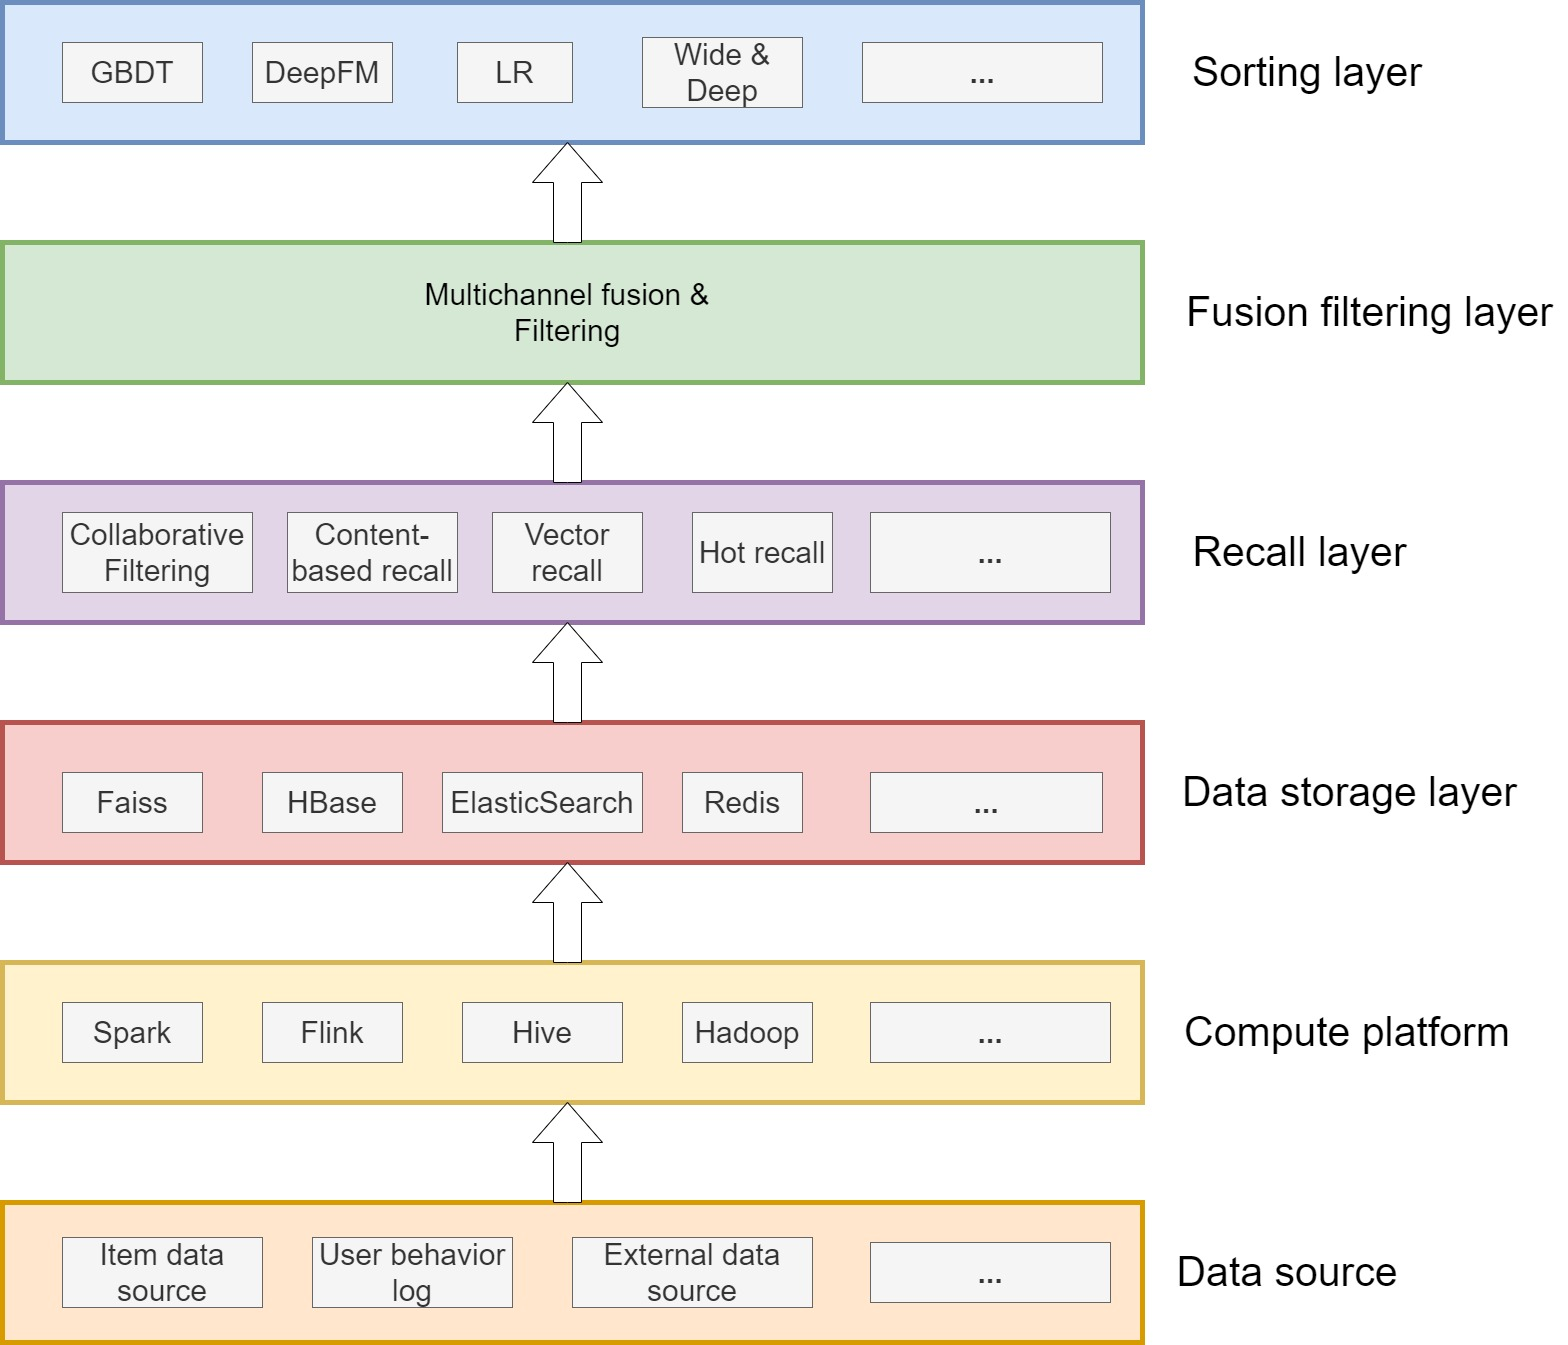 GBDT
DeepFM
LR
Wide &
Deep
...
Sorting layer
Multichannel fusion &
Filtering
Fusion filtering layer
Collaborative
Filtering
Content-
based recall
Vector
recall
Hot recall
...
Recall layer
Faiss
HBase
ElasticSearch
Redis
...
Data storage layer
Spark
Flink
Hive
Hadoop
...
Compute platform
Item data
source
User behavior
log
External data
source
...
Data source